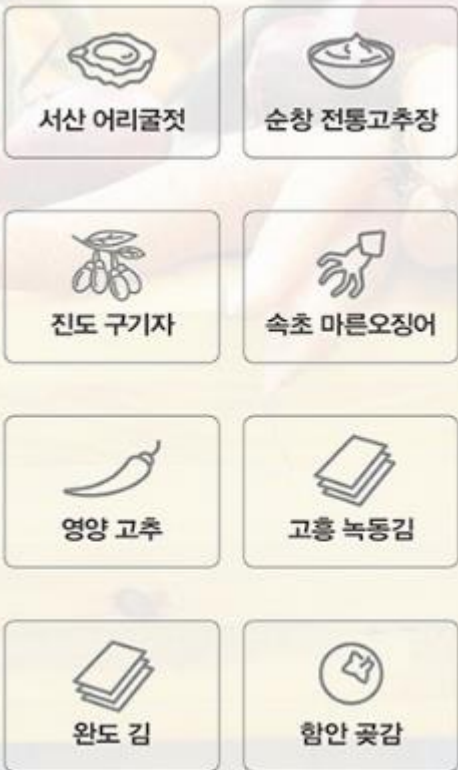 서산 어리굴젓
순창 전통고추장
진도 구기자
속초 마른오징어
영양 고추
고흥 녹동김
완도 김
함안 곶감